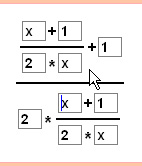 x + 1
+ 1
2 * x
2 *
x + 1
2 * x